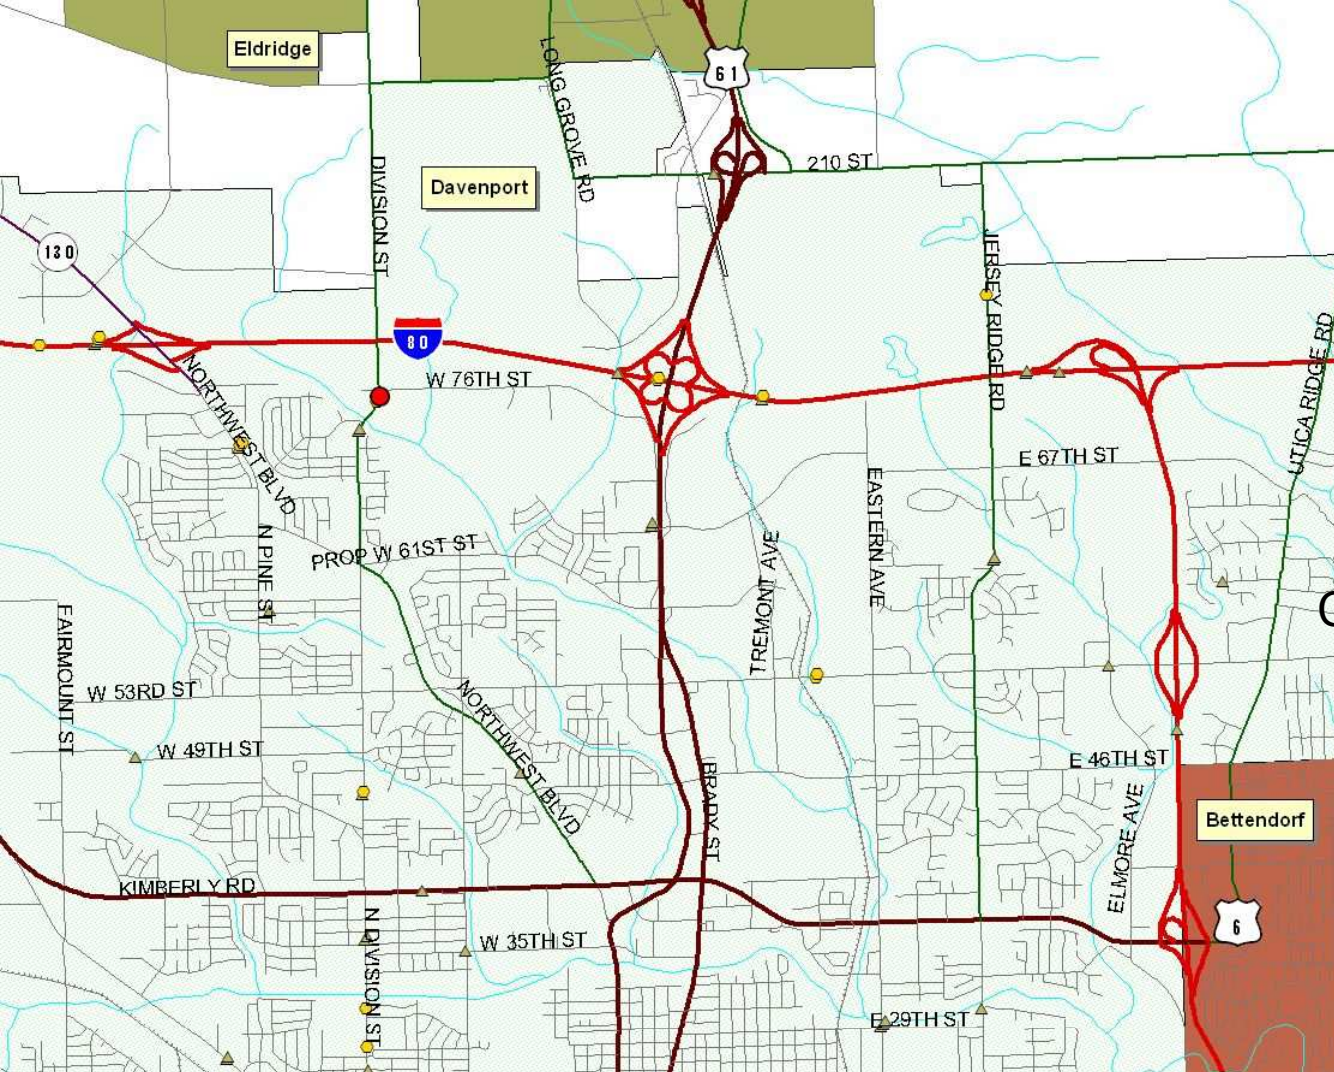 Eldridge
61
LONG GROVE RD
210 ST
DIVISION ST
Davenport
130
JERSEY RIDGE RD
80
W 76TH ST
NORTHWEST BLVD
UTICA RIDGE RD
E 67TH ST
EASTERN AVE
N PINE ST
PROP W 61ST ST
TREMONT AVE
FAIRMOUNT ST
W 53RD ST
NORTHWEST BLVD
W 49TH ST
E 46TH ST
BRADY ST
ELMORE AVE
Bettendorf
KIMBERLY RD
N DIVISION ST
W 35TH ST
6
E 29TH ST